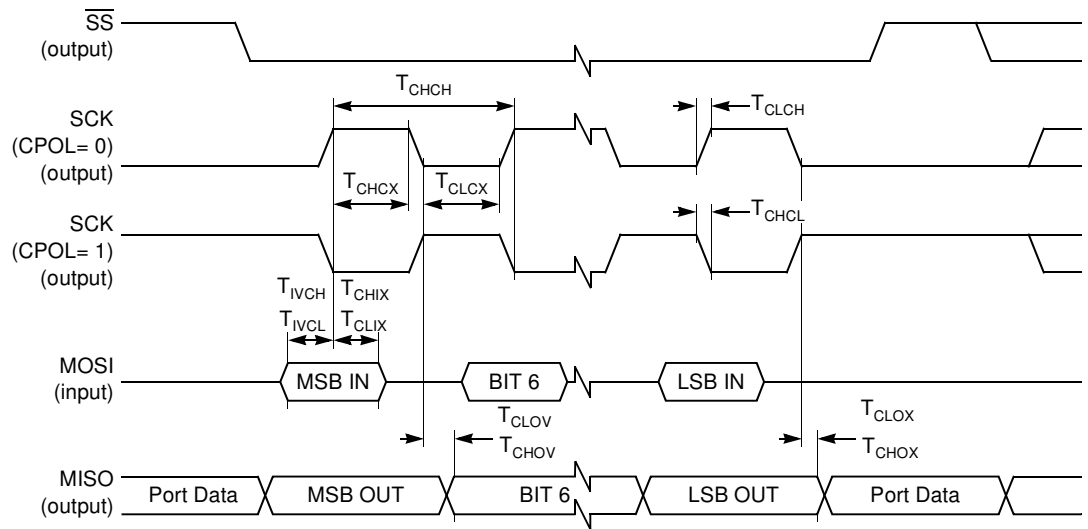 SS
(output)
T_CHCH
T_CLCH
SCK
(CPOL= 0)
(output)
T_CHCX
T_CLCX
T_CHCL
SCK
(CPOL= 1)
(output)
T_IVCH
T_CHIX
T_IVCL
T_CLIX
MOSI
(input)
MSB IN
BIT 6
LSB IN
T_CLOV
T_CHOV
T_CLOX
T_CHOX
MISO
(output)
Port Data
MSB OUT
BIT 6
LSB OUT
Port Data